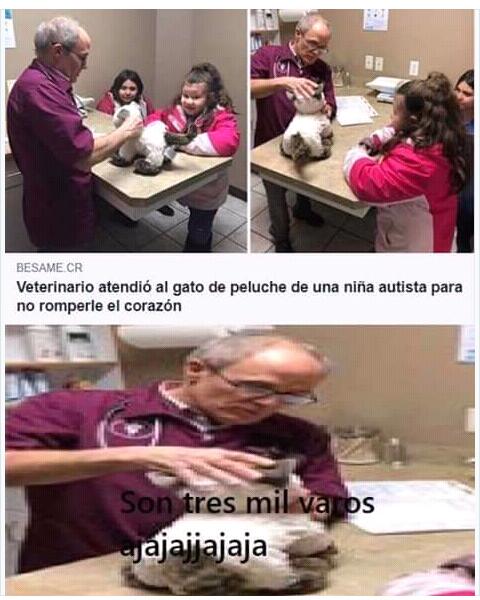 BESAME.CR
Veterinario atendió al gato de peluche de una niña autista para
no romperle el corazón
Son tres mil varos
ajajajjajaja